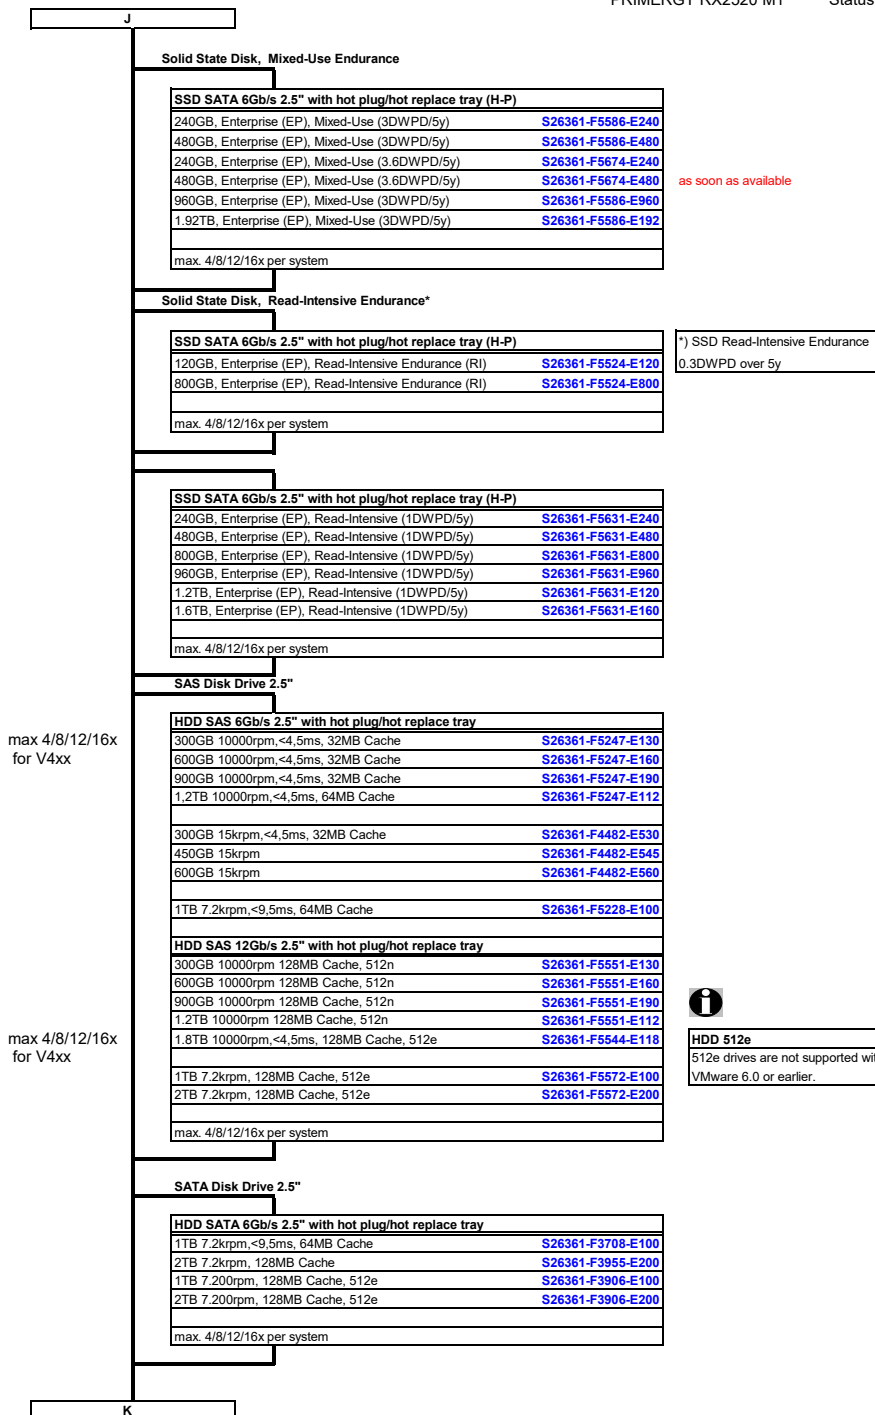 PRIMERGY RX2520 M1 Status
J
Solid State Disk, Mixed-Use Endurance
SSD SATA 6Gb/s 2.5" with hot plug/hot replace tray (H-P)
240GB, Enterprise (EP), Mixed-Use (3DWPD/5y) S26361-F5586-E240
480GB, Enterprise (EP), Mixed-Use (3DWPD/5y) S26361-F5586-E480
240GB, Enterprise (EP), Mixed-Use (3.6DWPD/5y) S26361-F5674-E240
480GB, Enterprise (EP), Mixed-Use (3.6DWPD/5y) S26361-F5674-E480 as soon as available
960GB, Enterprise (EP), Mixed-Use (3DWPD/5y) S26361-F5586-E960
1.92TB, Enterprise (EP), Mixed-Use (3DWPD/5y) S26361-F5586-E192
max. 4/8/12/16x per system
Solid State Disk, Read-Intensive Endurance*
SSD SATA 6Gb/s 2.5" with hot plug/hot replace tray (H-P) *) SSD Read-Intensive Endurance
120GB, Enterprise (EP), Read-Intensive Endurance (RI) S26361-F5524-E120 0.3DWPD over 5y
800GB, Enterprise (EP), Read-Intensive Endurance (RI) S26361-F5524-E800
max. 4/8/12/16x per system
SSD SATA 6Gb/s 2.5" with hot plug/hot replace tray (H-P)
240GB, Enterprise (EP), Read-Intensive (1DWPD/5y) S26361-F5631-E240
480GB, Enterprise (EP), Read-Intensive (1DWPD/5y) S26361-F5631-E480
800GB, Enterprise (EP), Read-Intensive (1DWPD/5y) S26361-F5631-E800
960GB, Enterprise (EP), Read-Intensive (1DWPD/5y) S26361-F5631-E960
1.2TB, Enterprise (EP), Read-Intensive (1DWPD/5y) S26361-F5631-E120
1.6TB, Enterprise (EP), Read-Intensive (1DWPD/5y) S26361-F5631-E160
max. 4/8/12/16x per system
SAS Disk Drive 2.5"
HDD SAS 6Gb/s 2.5" with hot plug/hot replace tray
max 4/8/12/16x
for V4xx
300GB 10000rpm,<4,5ms, 32MB Cache S26361-F5247-E130
600GB 10000rpm,<4,5ms, 32MB Cache S26361-F5247-E160
900GB 10000rpm,<4,5ms, 32MB Cache S26361-F5247-E190
1,2TB 10000rpm,<4,5ms, 64MB Cache S26361-F5247-E112
300GB 15krpm,<4,5ms, 32MB Cache S26361-F4482-E530
450GB 15krpm S26361-F4482-E545
600GB 15krpm S26361-F4482-E560
1TB 7.2krpm,<9,5ms, 64MB Cache S26361-F5228-E100
HDD SAS 12Gb/s 2.5" with hot plug/hot replace tray
300GB 10000rpm 128MB Cache, 512n S26361-F5551-E130
600GB 10000rpm 128MB Cache, 512n S26361-F5551-E160
900GB 10000rpm 128MB Cache, 512n S26361-F5551-E190
1.2TB 10000rpm 128MB Cache, 512n S26361-F5551-E112
max 4/8/12/16x
for V4xx
1.8TB 10000rpm,<4,5ms, 128MB Cache, 512e S26361-F5544-E118
HDD 512e
512e drives are not supported
VMware 6.0 or earlier.
1TB 7.2krpm, 128MB Cache, 512e S26361-F5572-E100
2TB 7.2krpm, 128MB Cache, 512e S26361-F5572-E200
max. 4/8/12/16x per system
SATA Disk Drive 2.5"
HDD SATA 6Gb/s 2.5" with hot plug/hot replace tray
1TB 7.2krpm,<9,5ms, 64MB Cache S26361-F3708-E100
2TB 7.2krpm, 128MB Cache S26361-F3955-E200
1TB 7.200rpm, 128MB Cache, 512e S26361-F3906-E100
2TB 7.200rpm, 128MB Cache, 512e S26361-F3906-E200
max. 4/8/12/16x per system
K